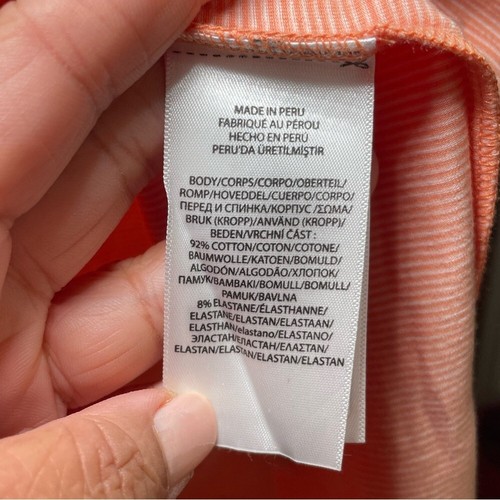 MADE IN PERU
FABRIQUÉ AU PÉROU
HECHO EN PERÚ
PERU'DA ÜRETİLMİŞTİR
BODY/CORPS/CORPO/OBERTEIL/
ROMP/HOVEDDEL/CUERPO/CORPO/
ПЕРЕД И СПИНКА/КОРПУС /ΣΩΜΑ/
BRUK (KROPP)/ANVÄND (KROPP)/
BEDEN/VRCHNÍ ČÁST :
92% COTTON/COTON/COTONE/
BAUMWOLLE/KATOEN/BOMULD/
ALGODÓN/ALGODÃO/ХЛОПОК/
ΠΑΜΥΚ/BAMBAKI/BOMULL/BOMULL/
PAMUK/BAVLNA
8% ELASTANE/ÉLASTHANNE/
ELASTANE/ELASTAN/ELASTAAN/
ELASTHAN/elastano/ELASTANO/
ЭЛАСТАН/ЕЛАСТАН/ΕΛΑΣΤΑΝ/
ELASTAN/ELASTAN/ELASTAN/ELASTAN